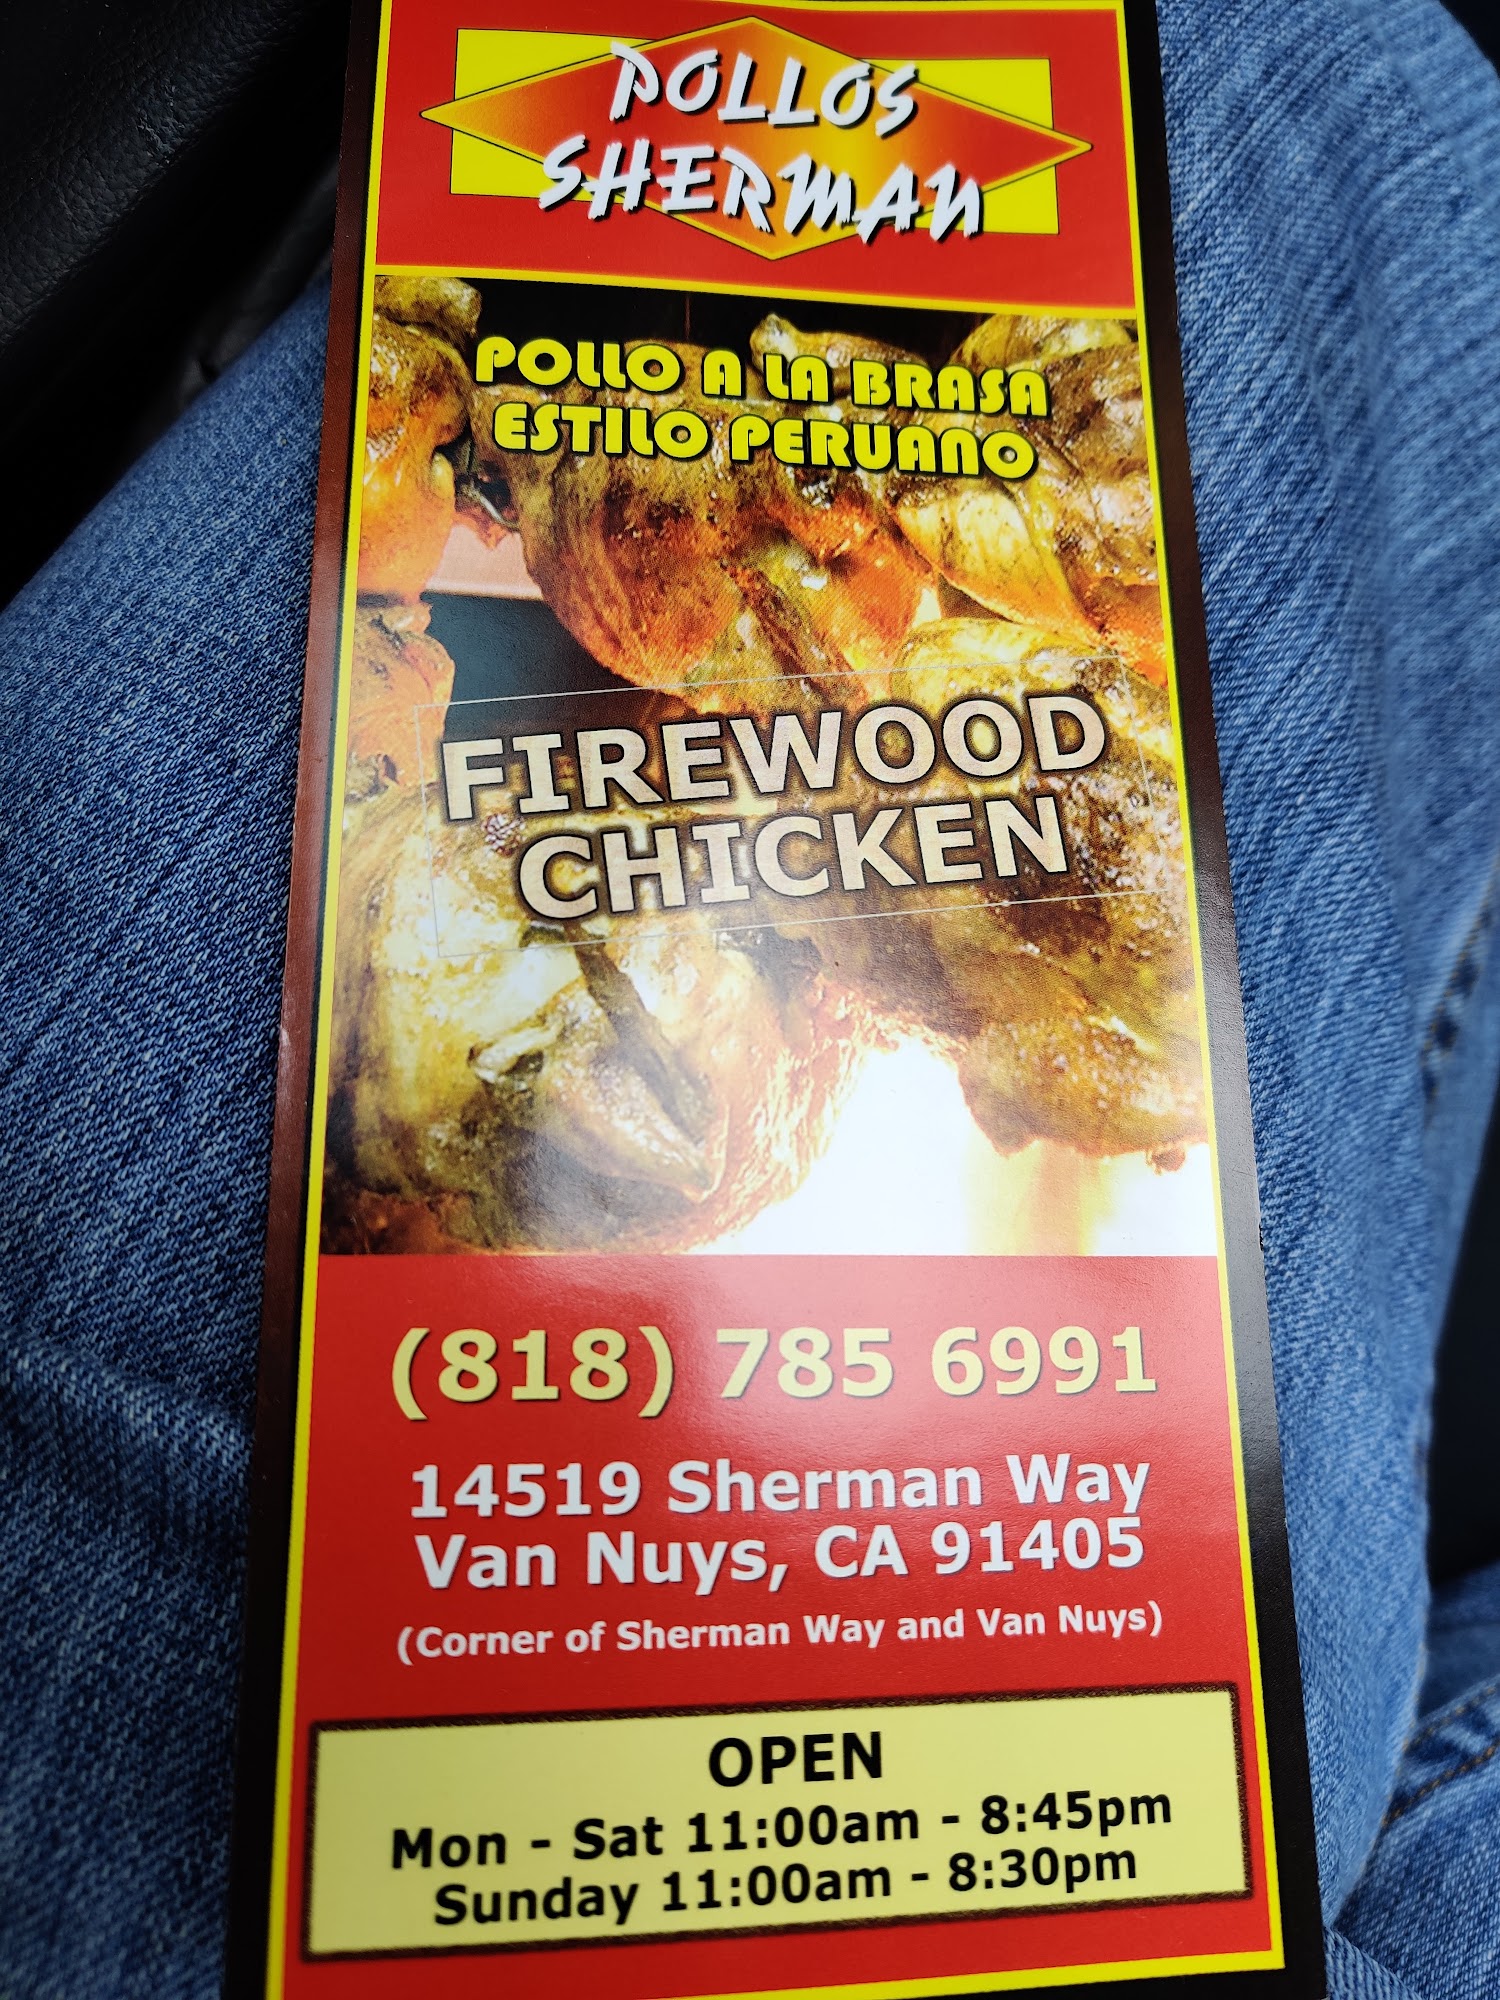 POLLOS
SHERMAN
POLLO A LA BRASA
ESTILO PERUANO
FIREWOOD
CHICKEN
(818) 785 6991
14519 Sherman Way
Van Nuys, CA 91405
(Corner of Sherman Way and Van Nuys)
OPEN
Mon - Sat 11:00am - 8:45pm
Sunday 11:00am - 8:30pm